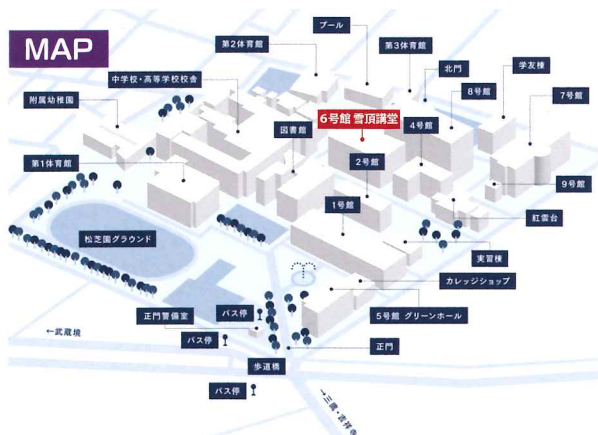 MAP
プール
第2体育館
第3体育館
中学校・高等学校校舎
北門
学友棟
8号館
7号館
附属幼稚園
6号館 雪頂講堂
4号館
図書館
第1体育館
2号館
9号館
1号館
紅雲台
松芝園グラウンド
実習棟
カレッジショップ
バス停
正門警備室
5号館 グリーンホール
←武蔵境
バス停
正門
歩道橋
バス停
→三鷹・吉祥寺